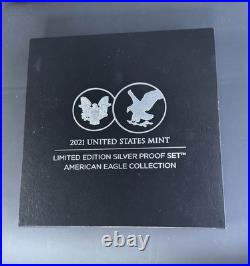 2021 UNITED STATES MINT
LIMITED EDITION SILVER PROOF SET™
AMERICAN EAGLE COLLECTION